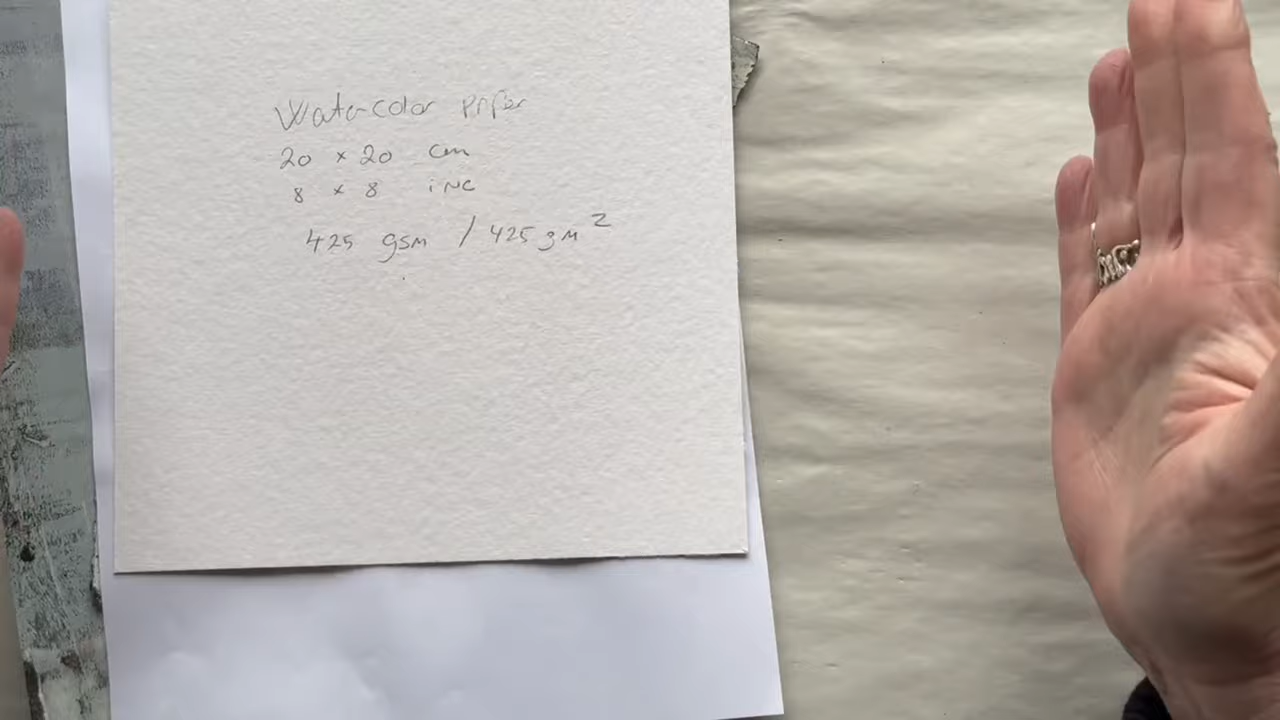 Watercolor paper
20 x 20 cm
8 x 8 inc
425 gsm / 425 gm²